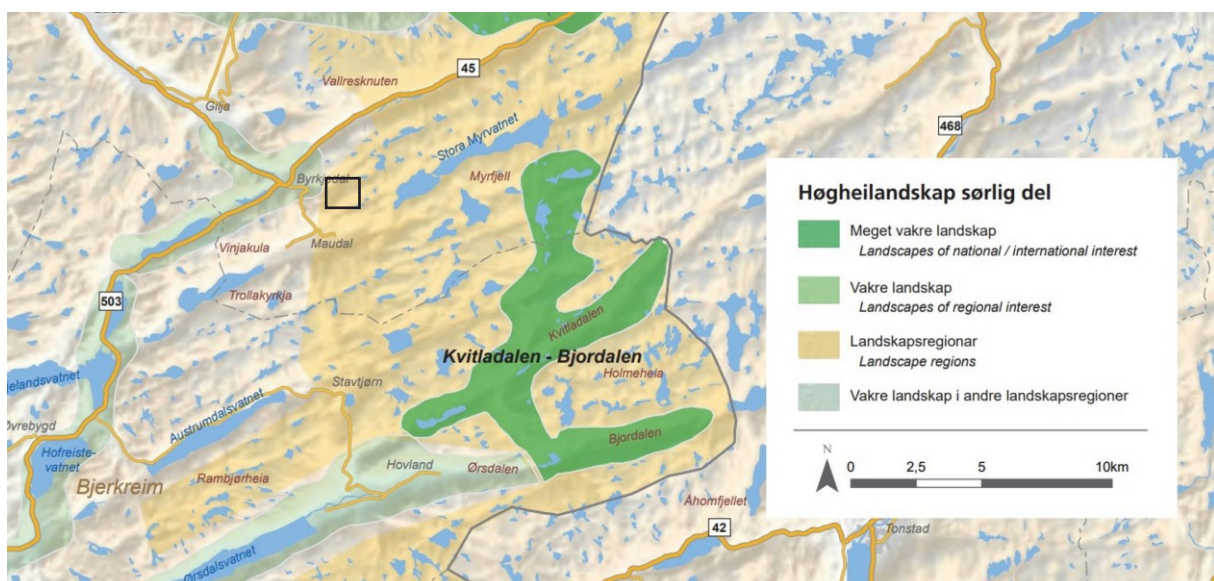 45
Vallresknuten
Gilja
Stora Myrvatnet
468
Byrkjedal
Myrfjell
Vinjakula
Maudal
Trollakyrkja
503
Kvitladalen
Kvitladalen - Bjordalen
Holmeheia
Stavtjørn
Austrumdalsvatnet
jelandsvatnet
Øvrebygd
Hofreiste-
vatnet
Bjordalen
Hovland
Ørsdalen
Rambjørheia
Bjerkreim
Åhomfjellet
42
Tonstad
Ørsdalsvatnet
Høgheilandskap sørlig del
Meget vakre landskap
Landscapes of national / international interest
Vakre landskap
Landscapes of regional interest
Landskapsregionar
Landscape regions
Vakre landskap i andre landskapsregioner
N
0 2,5 5 10km